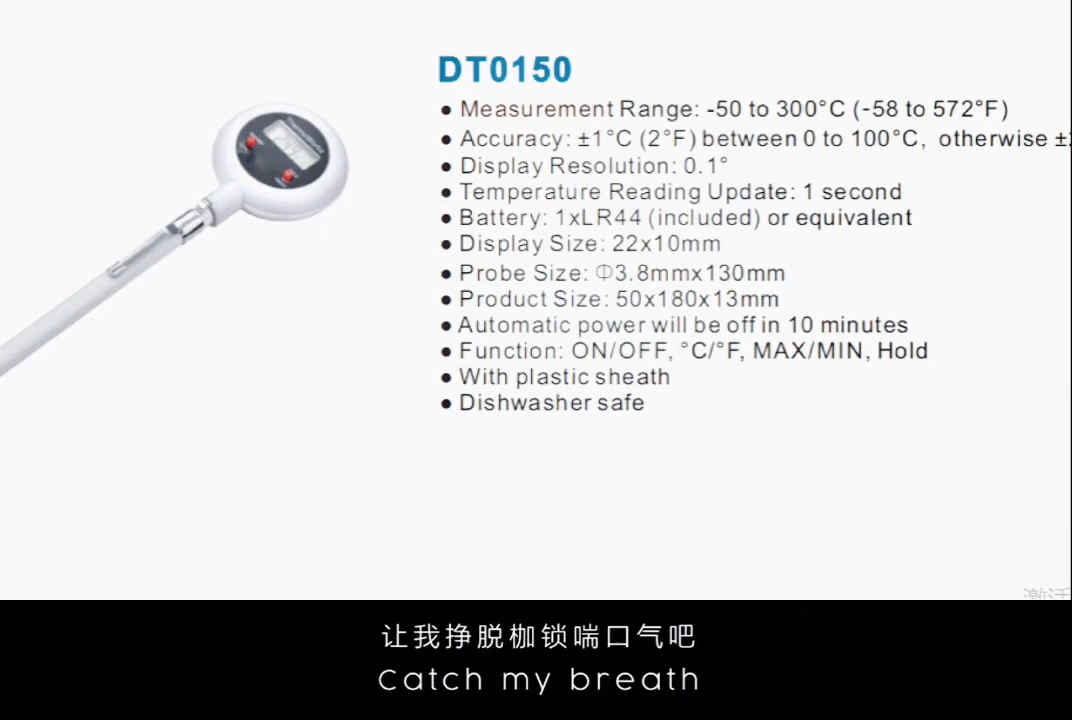 DT0150
● Measurement Range: -50 to 300°C (-58 to 572°F)
● Accuracy: ±1°C (2°F) between 0 to 100°C, otherwise
● Display Resolution: 0.1°
● Temperature Reading Update: 1 second
● Battery: 1xLR44 (included) or equivalent
● Display Size: 22x10mm
● Probe Size: Φ3.8mmx130mm
● Product Size: 50x180x13mm
● Automatic power will be off in 10 minutes
● Function: ON/OFF, °C/°F, MAX/MIN, Hold
● With plastic sheath
● Dishwasher safe
激活
让我挣脱枷锁喘口气吧
Catch my breath